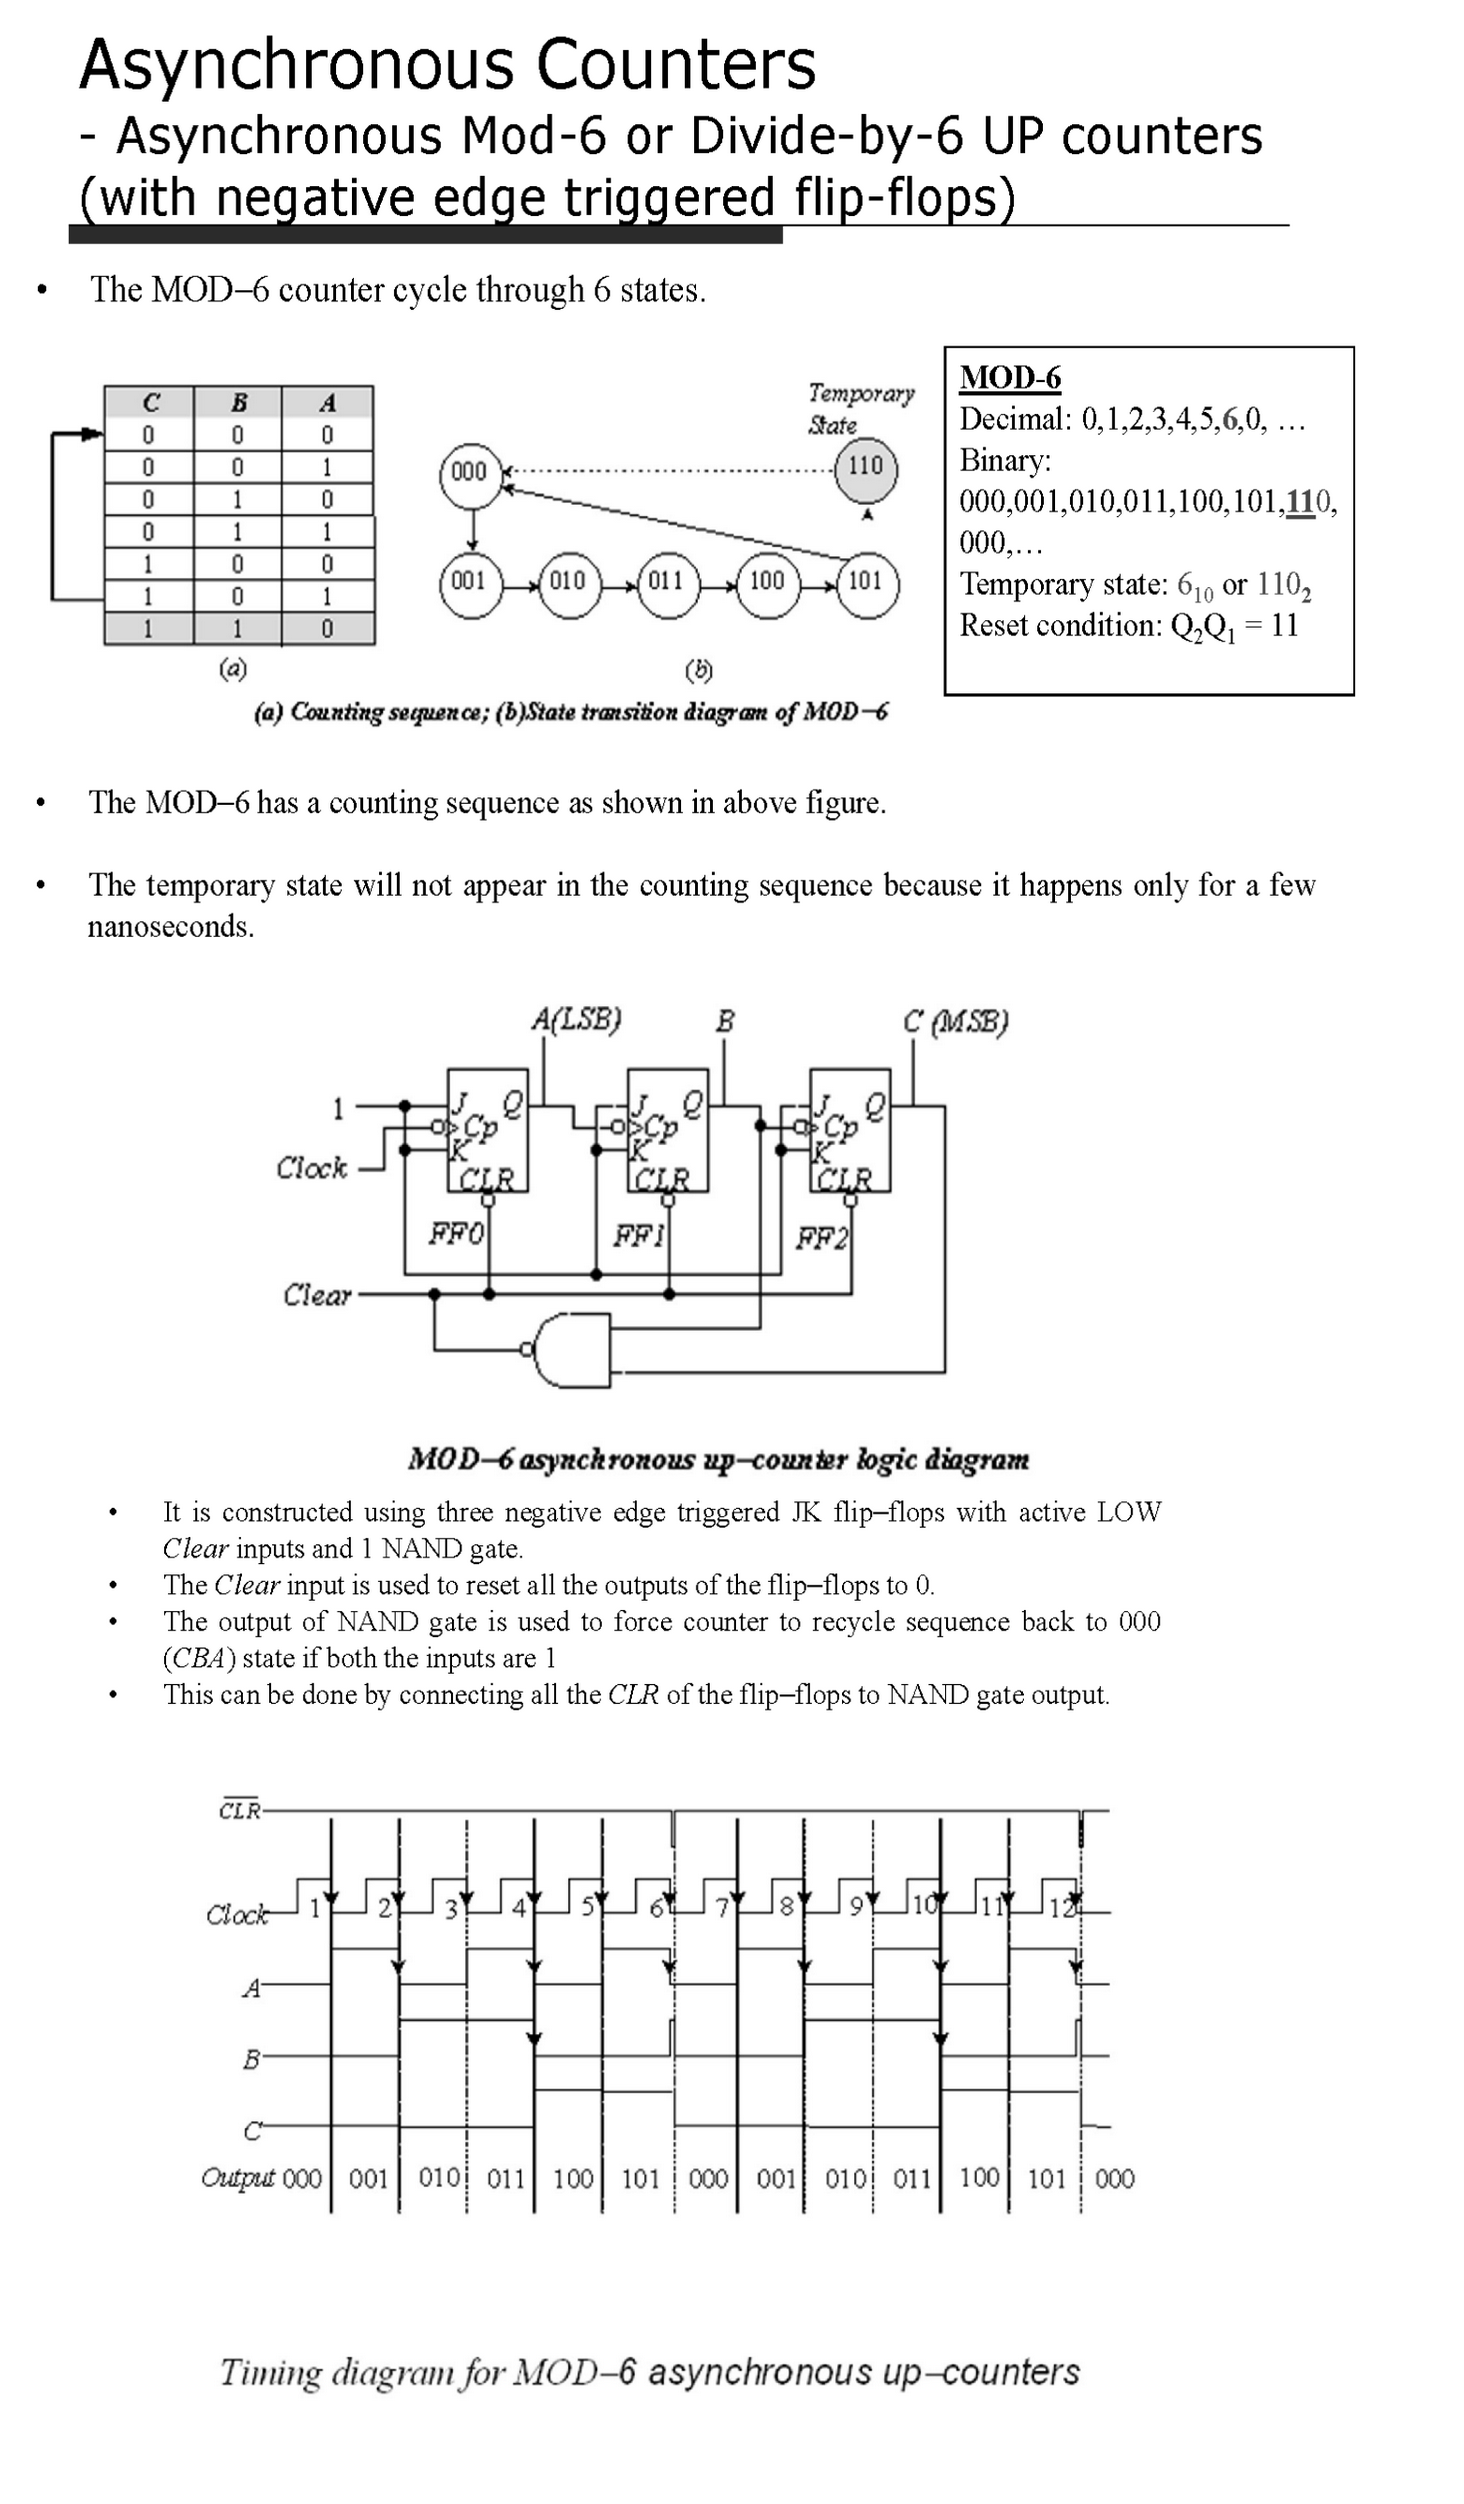 Asynchronous Counters
- Asynchronous Mod-6 or Divide-by-6 UP counters
(with negative edge triggered flip-flops)
• The MOD–6 counter cycle through 6 states.
C B A
0 0 0
0 0 1
0 1 0
0 1 1
1 0 0
1 0 1
1 1 0
(a)
Temporary
State
000 110
001 010 011 100 101
(b)
(a) Counting sequence; (b)State transition diagram of MOD–6
MOD-6
Decimal: 0,1,2,3,4,5,6,0, …
Binary:
000,001,010,011,100,101,110,
000,…
Temporary state: 6₁₀ or 110₂
Reset condition: Q₂Q₁ = 11
• The MOD–6 has a counting sequence as shown in above figure.
• The temporary state will not appear in the counting sequence because it happens only for a few
nanoseconds.
A(LSB) B C (MSB)
1 J Q J Q J Q
Cp Cp Cp
Clock K K K
CLR CLR CLR
FF0 FF1 FF2
Clear
MOD–6 asynchronous up–counter logic diagram
• It is constructed using three negative edge triggered JK flip–flops with active LOW
Clear inputs and 1 NAND gate.
• The Clear input is used to reset all the outputs of the flip–flops to 0.
• The output of NAND gate is used to force counter to recycle sequence back to 000
(CBA) state if both the inputs are 1
• This can be done by connecting all the CLR of the flip–flops to NAND gate output.
CLR
Clock 1 2 3 4 5 6 7 8 9 10 11 12
A
B
C
Output 000 001 010 011 100 101 000 001 010 011 100 101 000
Timing diagram for MOD–6 asynchronous up–counters